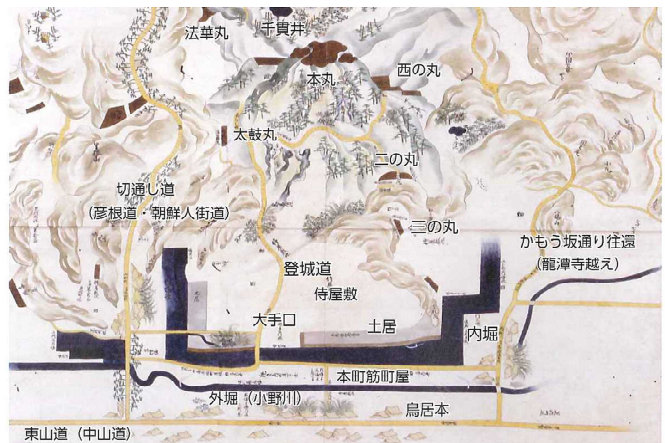 法華丸
千貫井
本丸
西の丸
太鼓丸
二の丸
切通し道
（彦根道・朝鮮人街道）
三の丸
かもう坂通り往還
（龍潭寺越え）
登城道
侍屋敷
大手口
土居
内堀
本町筋町屋
外堀（小野川）
鳥居本
東山道（中山道）